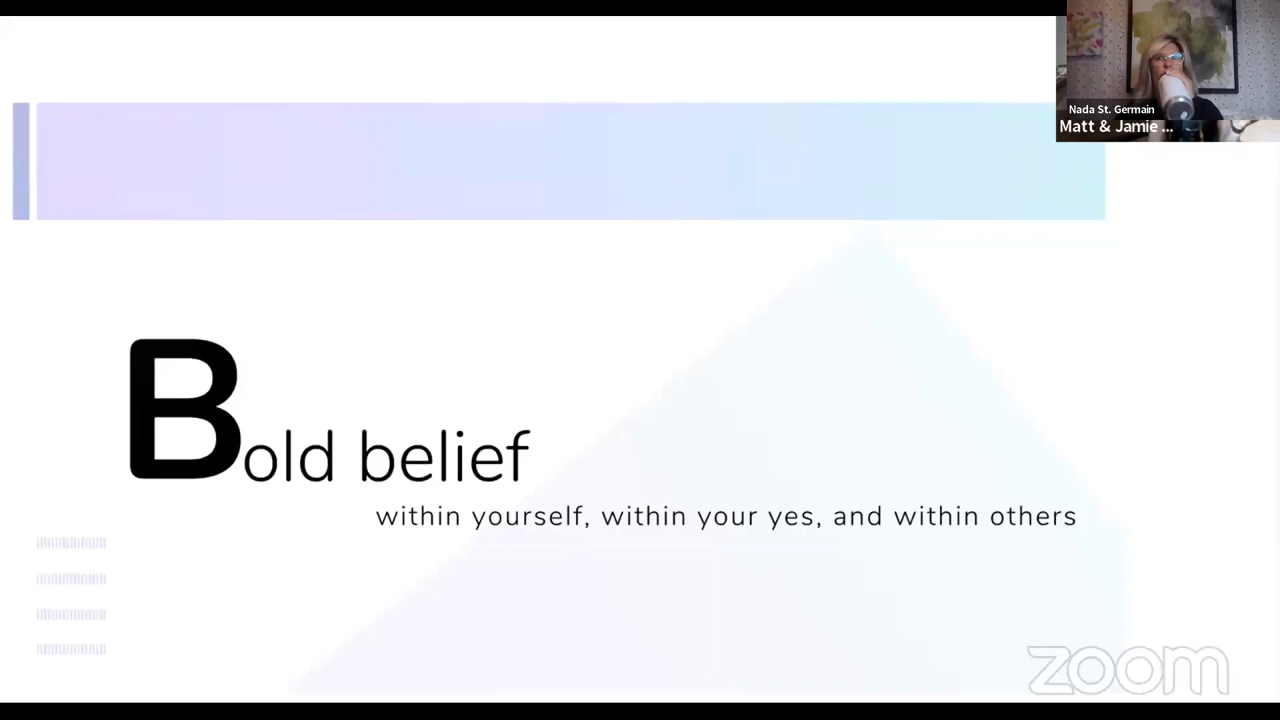 Nada St. Germain
Matt & Jamie ...
Bold belief
within yourself, within your yes, and within others
zoom